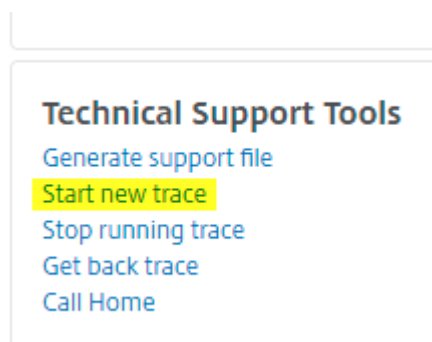 Technical Support Tools
Generate support file
Start new trace
Stop running trace
Get back trace
Call Home